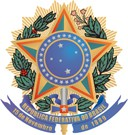 REPÚBLICA FEDERATIVA DO BRASIL
15 de Novembro de 1889